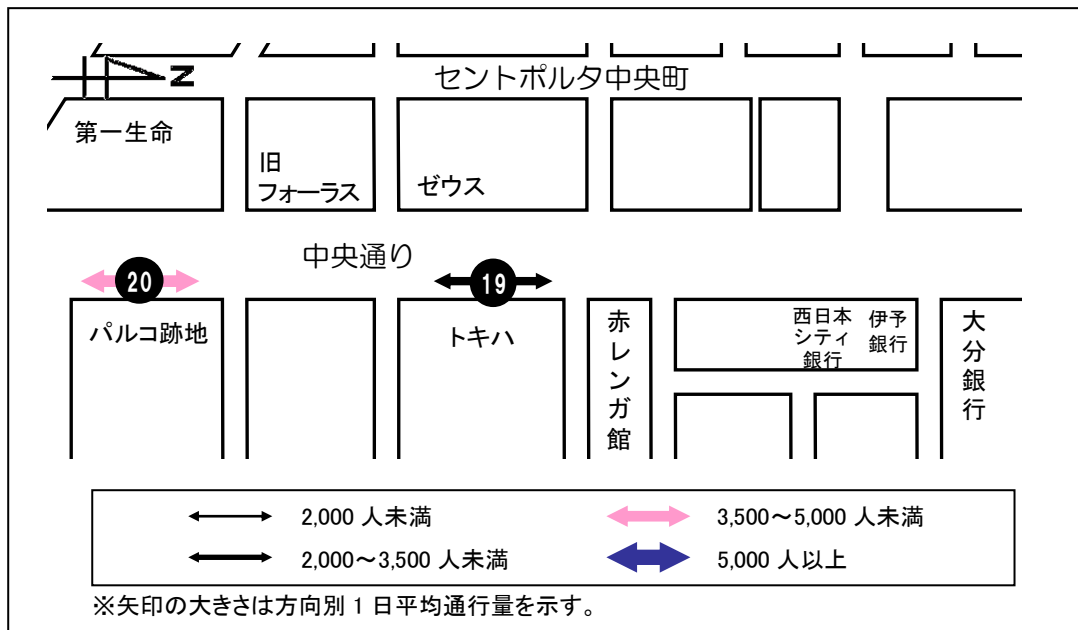 セントポルタ中央町
N
第一生命
旧
フォーラス
ゼウス
中央通り
20
19
パルコ跡地
トキハ
赤レンガ館
西日本
シティ
銀行
伊予
銀行
大分銀行
2,000 人未満
3,500～5,000 人未満
2,000～3,500 人未満
5,000 人以上
※矢印の大きさは方向別 1 日平均通行量を示す。